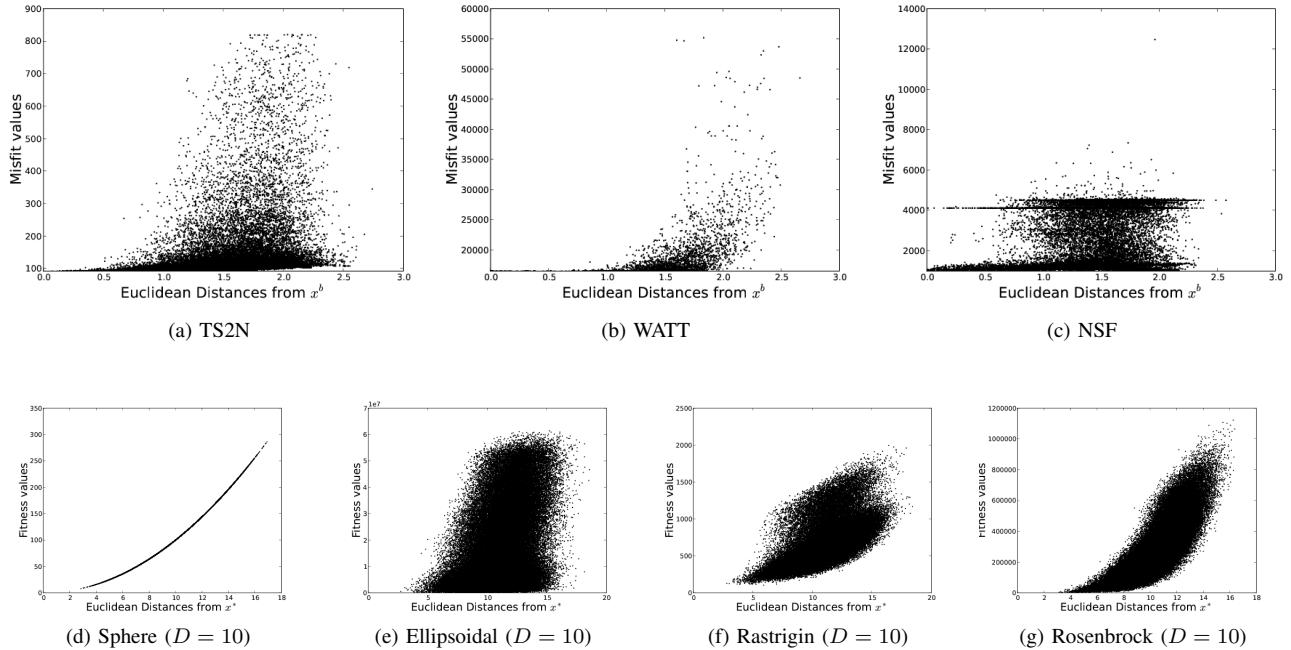 900
800
700
600
500
400
300
200
100
Misfit values
0.0 0.5 1.0 1.5 2.0 2.5 3.0
Euclidean Distances from x^b
(a) TS2N
60000
55000
50000
45000
40000
35000
30000
25000
20000
Misfit values
0.0 0.5 1.0 1.5 2.0 2.5 3.0
Euclidean Distances from x^b
(b) WATT
14000
12000
10000
8000
6000
4000
2000
Misfit values
0.0 0.5 1.0 1.5 2.0 2.5 3.0
Euclidean Distances from x^b
(c) NSF
350
300
250
200
150
100
50
0
Fitness values
0 2 4 6 8 10 12 14 16 18
Euclidean Distances from x*
(d) Sphere (D = 10)
1e7
7
6
5
4
3
2
1
0
Fitness values
0 5 10 15 20
Euclidean Distances from x*
(e) Ellipsoidal (D = 10)
2500
2000
1500
1000
500
0
Fitness values
0 5 10 15 20
Euclidean Distances from x*
(f) Rastrigin (D = 10)
1200000
1000000
800000
600000
400000
200000
0
Fitness values
0 2 4 6 8 10 12 14 16 18
Euclidean Distances from x*
(g) Rosenbrock (D = 10)